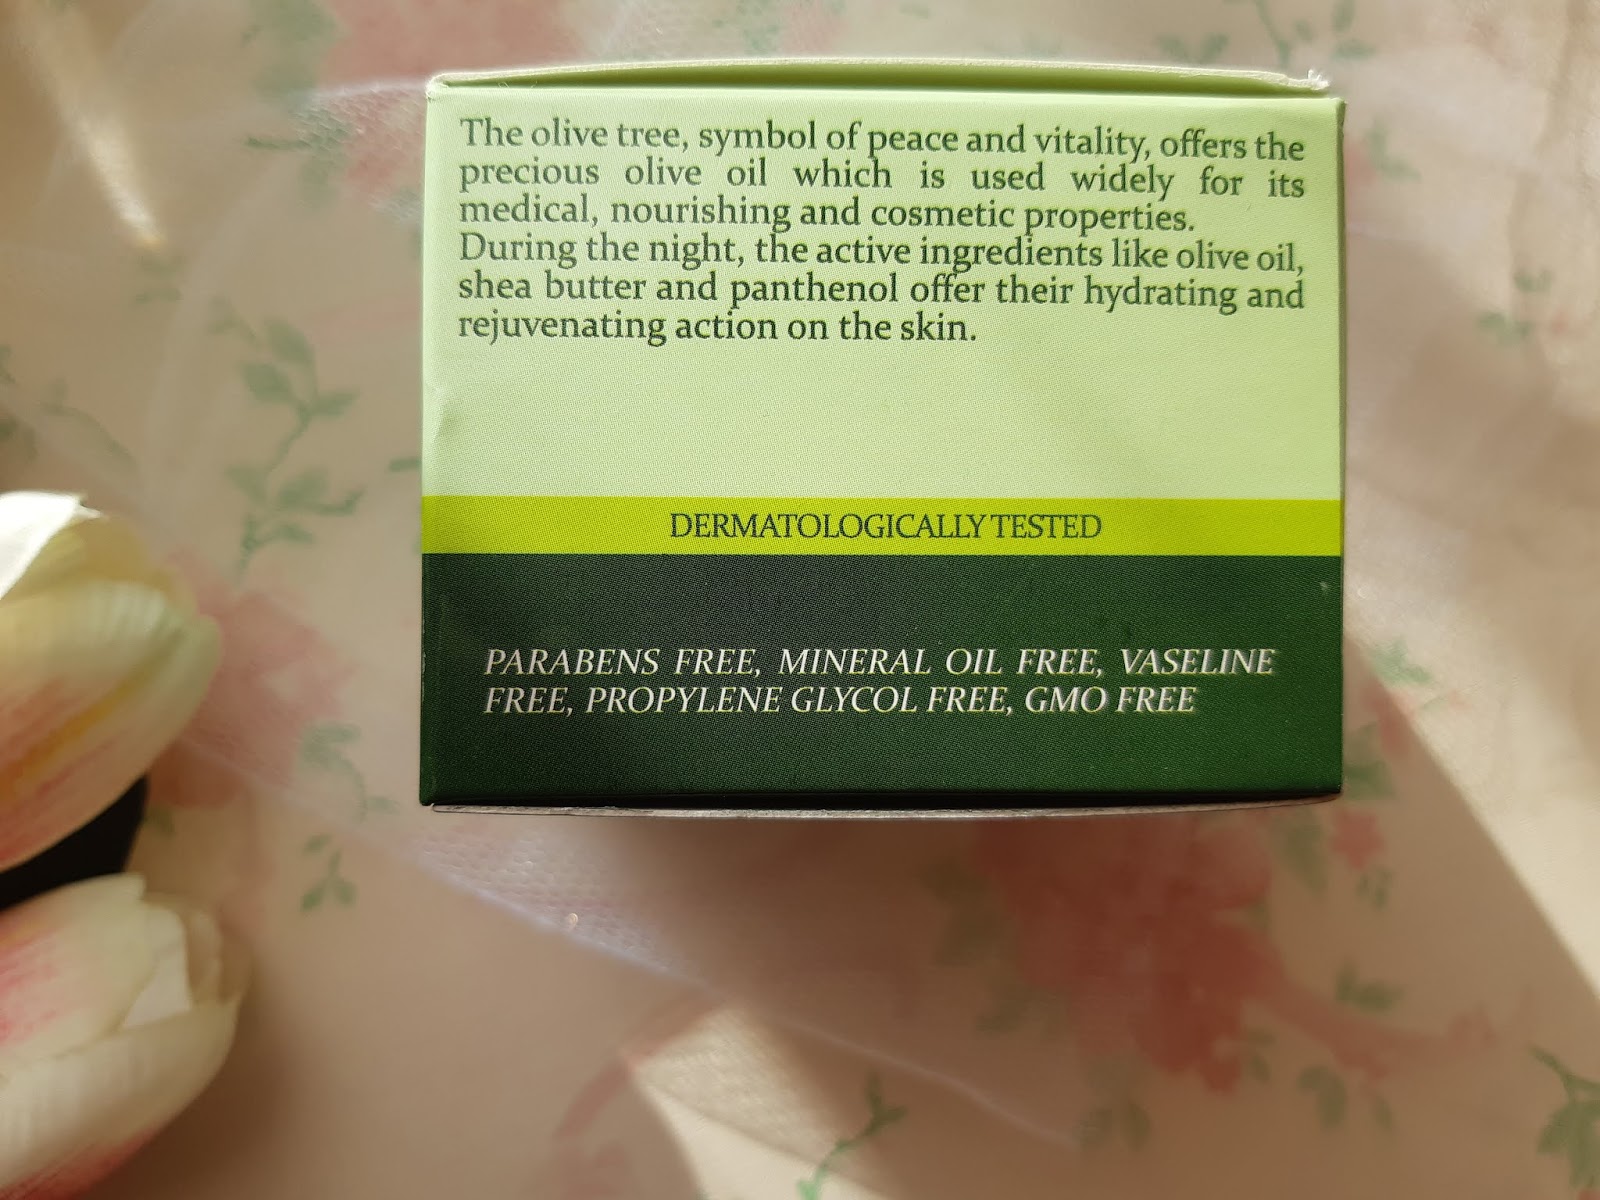 The olive tree, symbol of peace and vitality, offers the
precious olive oil which is used widely for its
medical, nourishing and cosmetic properties.
During the night, the active ingredients like olive oil,
shea butter and panthenol offer their hydrating and
rejuvenating action on the skin.
DERMATOLOGICALLY TESTED
PARABENS FREE, MINERAL OIL FREE, VASELINE
FREE, PROPYLENE GLYCOL FREE, GMO FREE